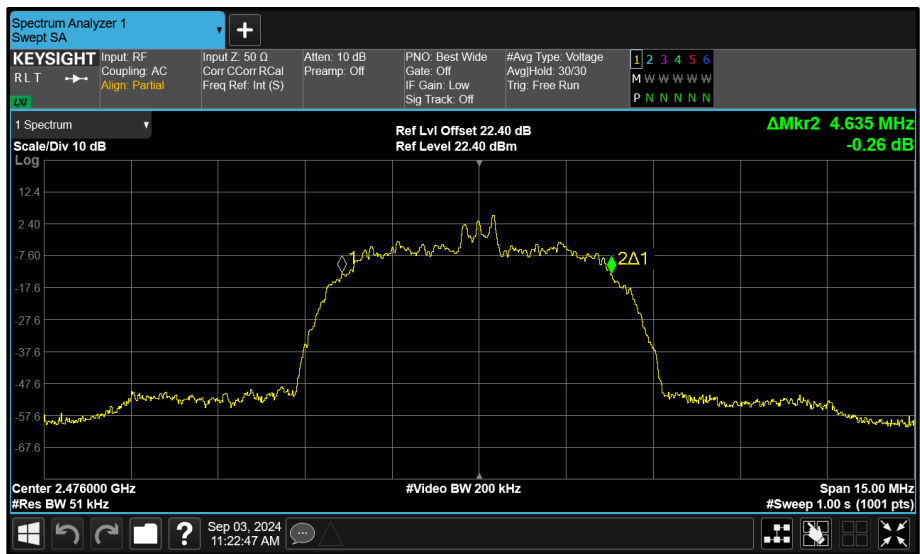 Spectrum Analyzer 1
Swept SA
▼
+
KEYSIGHT
R L T
LXI
Input: RF
Coupling: AC
Align: Partial
Input Z: 50 Ω
Corr CCorr RCal
Freq Ref: Int (S)
Atten: 10 dB
Preamp: Off
PNO: Best Wide
Gate: Off
IF Gain: Low
Sig Track: Off
#Avg Type: Voltage
Avg|Hold: 30/30
Trig: Free Run
1 2 3 4 5 6
M W W W W W
P N N N N N
1 Spectrum ▼
Scale/Div 10 dB
Ref Lvl Offset 22.40 dB
Ref Level 22.40 dBm
ΔMkr2 4.635 MHz
-0.26 dB
Log
12.4
2.40
-7.60
-17.6
-27.6
-37.6
-47.6
-57.6
-67.6
1
2Δ1
Center 2.476000 GHz
#Res BW 51 kHz
#Video BW 200 kHz
Span 15.00 MHz
#Sweep 1.00 s (1001 pts)
?
Sep 03, 2024
11:22:47 AM